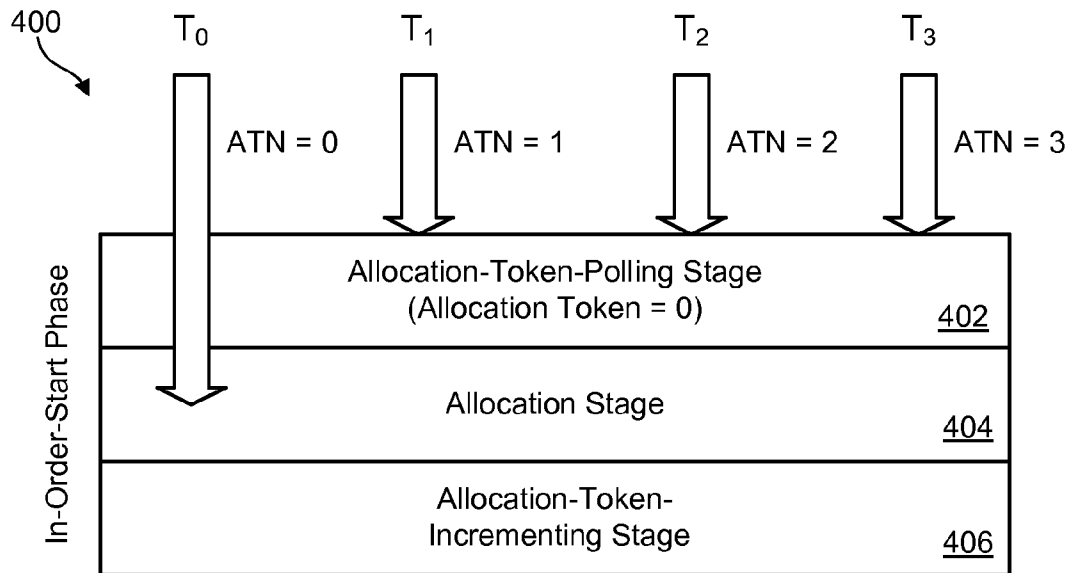 400
T0 T1 T2 T3
ATN = 0 ATN = 1 ATN = 2 ATN = 3
In-Order-Start Phase
Allocation-Token-Polling Stage
(Allocation Token = 0)
402
Allocation Stage
404
Allocation-Token-
Incrementing Stage
406